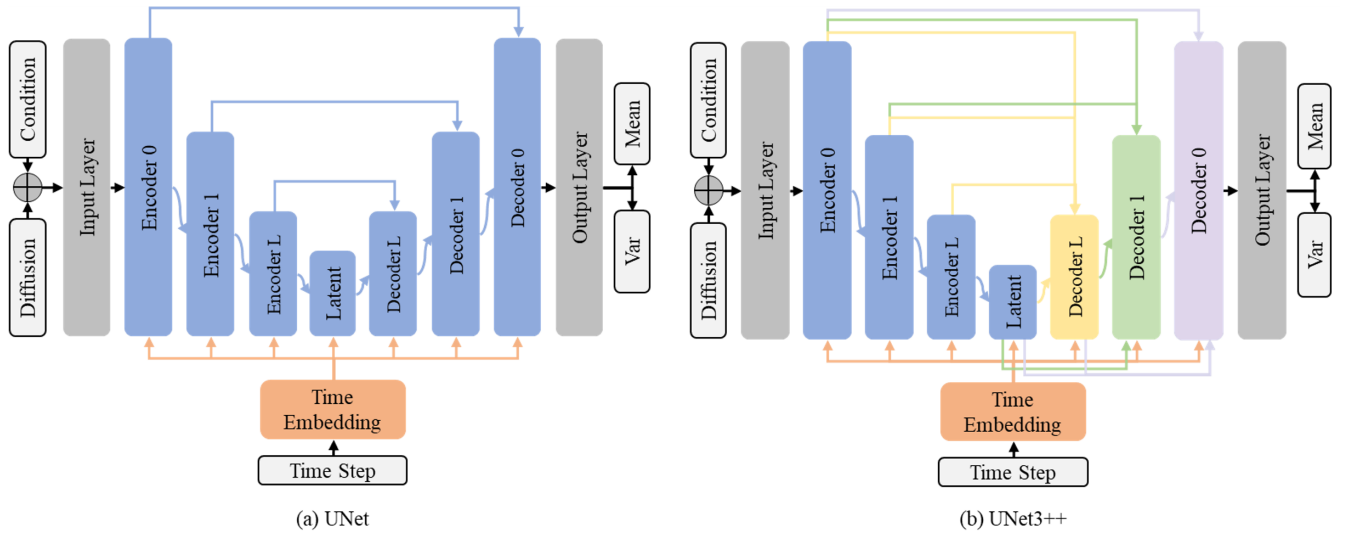 Condition
Diffusion
Input Layer
Encoder 0
Encoder 1
Encoder L
Latent
Decoder L
Decoder 1
Decoder 0
Output Layer
Mean
Var
Time
Embedding
Time Step
(a) UNet
Condition
Diffusion
Input Layer
Encoder 0
Encoder 1
Encoder L
Latent
Decoder L
Decoder 1
Decoder 0
Output Layer
Mean
Var
Time
Embedding
Time Step
(b) UNet3++